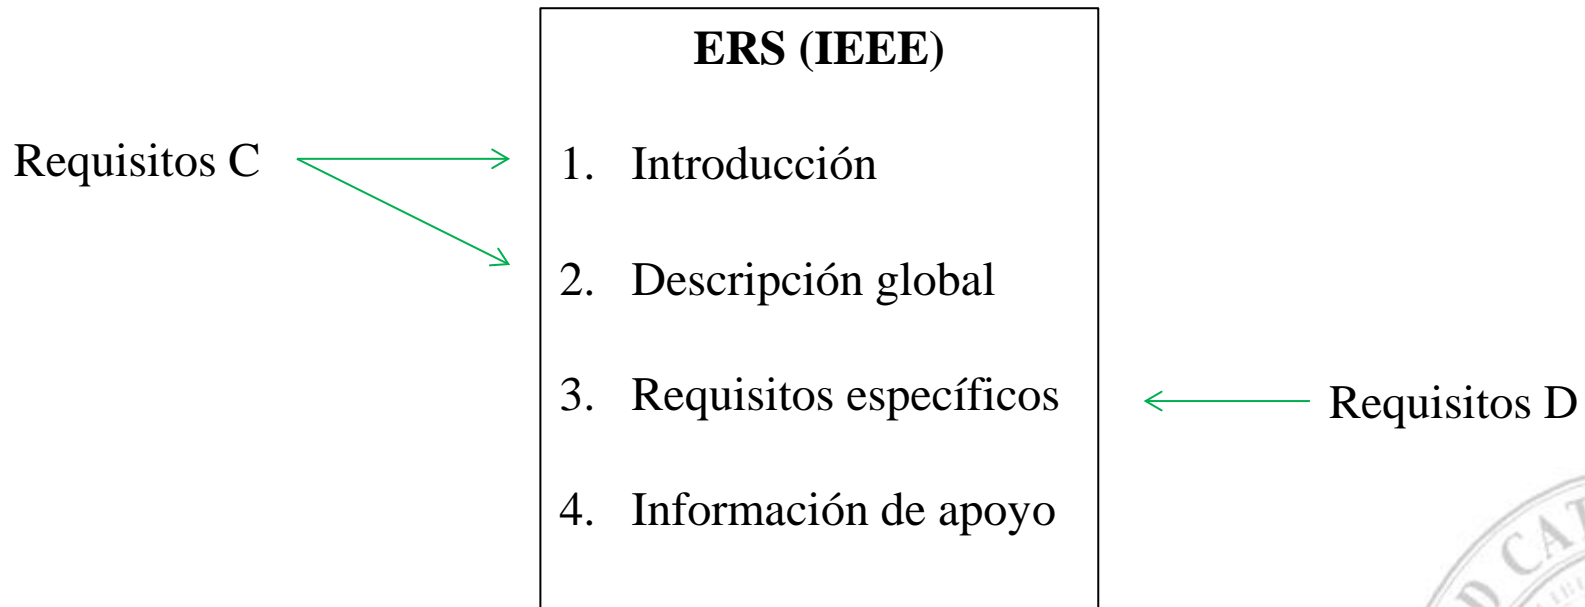 ERS (IEEE)
Requisitos C
1. Introducción
2. Descripción global
3. Requisitos específicos
Requisitos D
4. Información de apoyo